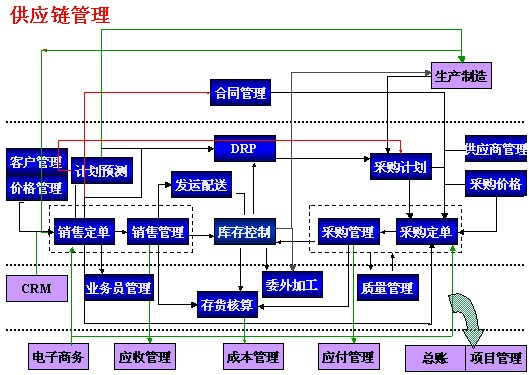 供应链管理
生产制造
合同管理
客户管理
计划预测
DRP
采购计划
供应商管理
价格管理
发运配送
采购价格
销售定单
销售管理
库存控制
采购管理
采购定单
CRM
业务员管理
委外加工
质量管理
存货核算
电子商务
应收管理
成本管理
应付管理
总账
项目管理